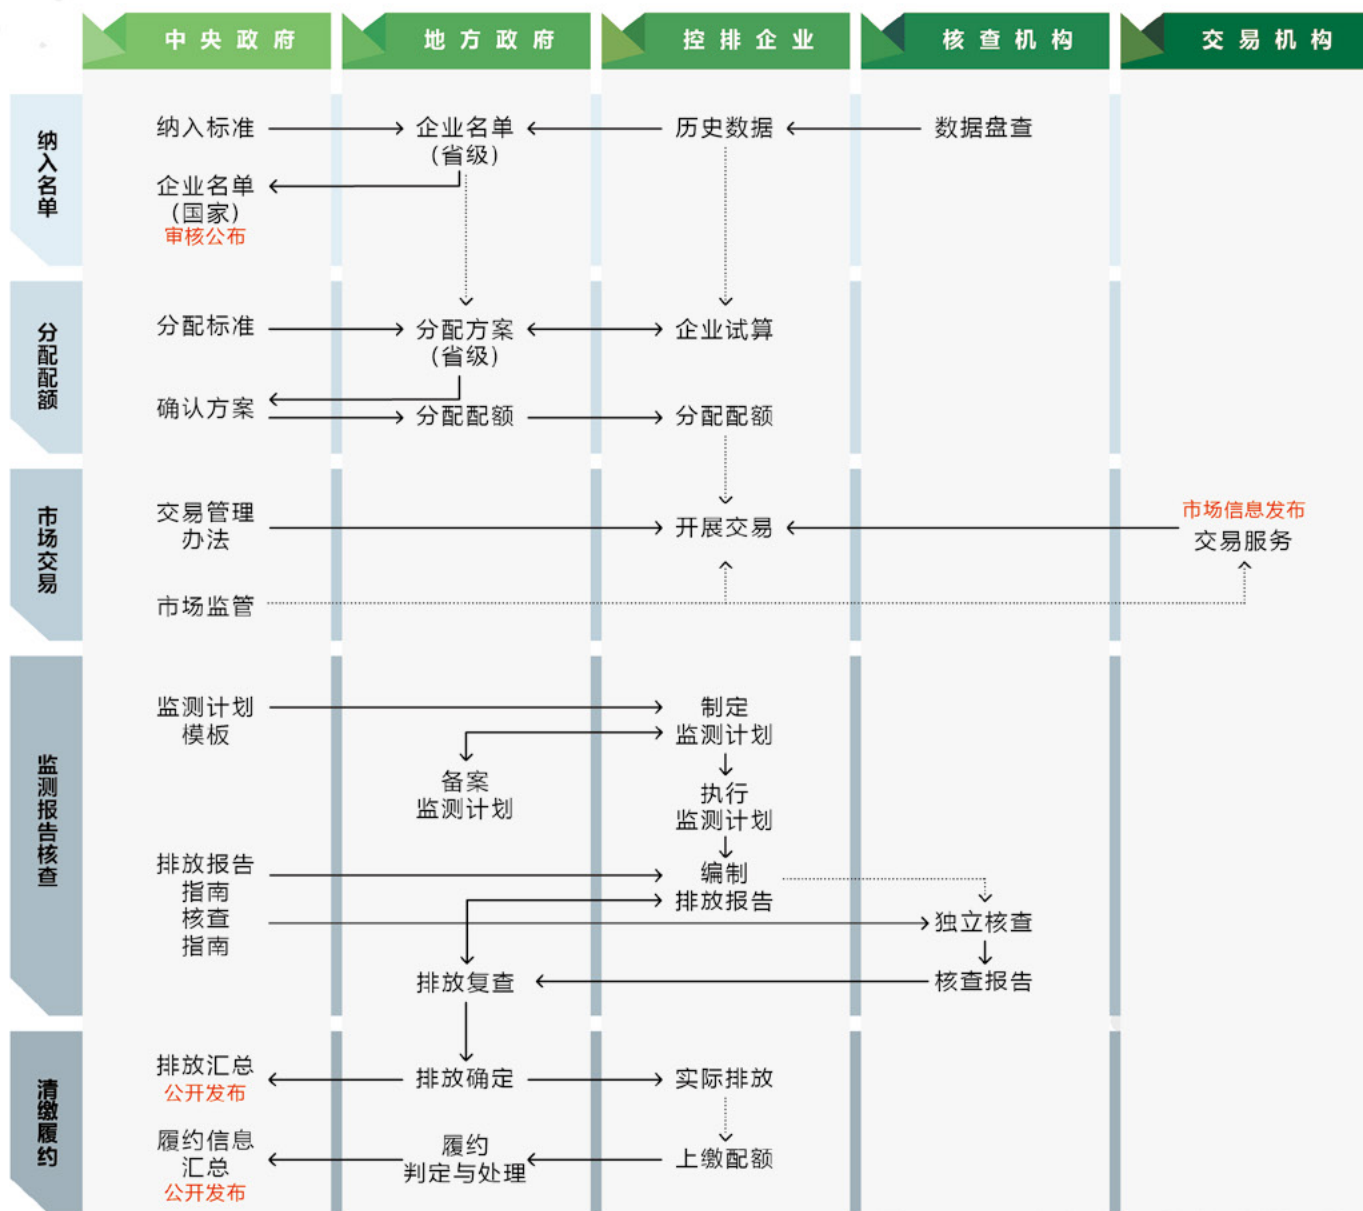 中央政府
地方政府
控排企业
核查机构
交易机构
纳入名单
纳入标准
企业名单
(省级)
历史数据
数据盘查
企业名单
(国家)
审核公布
分配配额
分配标准
分配方案
(省级)
企业试算
确认方案
分配配额
分配配额
市场交易
交易管理
办法
开展交易
市场信息发布
交易服务
市场监管
监测报告核查
监测计划
模板
制定
监测计划
备案
监测计划
执行
监测计划
排放报告
指南
核查
指南
编制
排放报告
独立核查
排放复查
核查报告
清缴履约
排放汇总
公开发布
排放确定
实际排放
履约信息
汇总
公开发布
履约
判定与处理
上缴配额